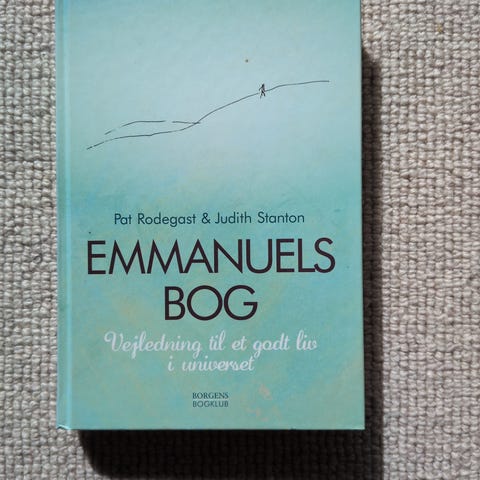 Pat Rodegast & Judith Stanton
EMMANUELS
BOG
Vejledning til et godt liv
i universet
BORGENS
BOGKLUB